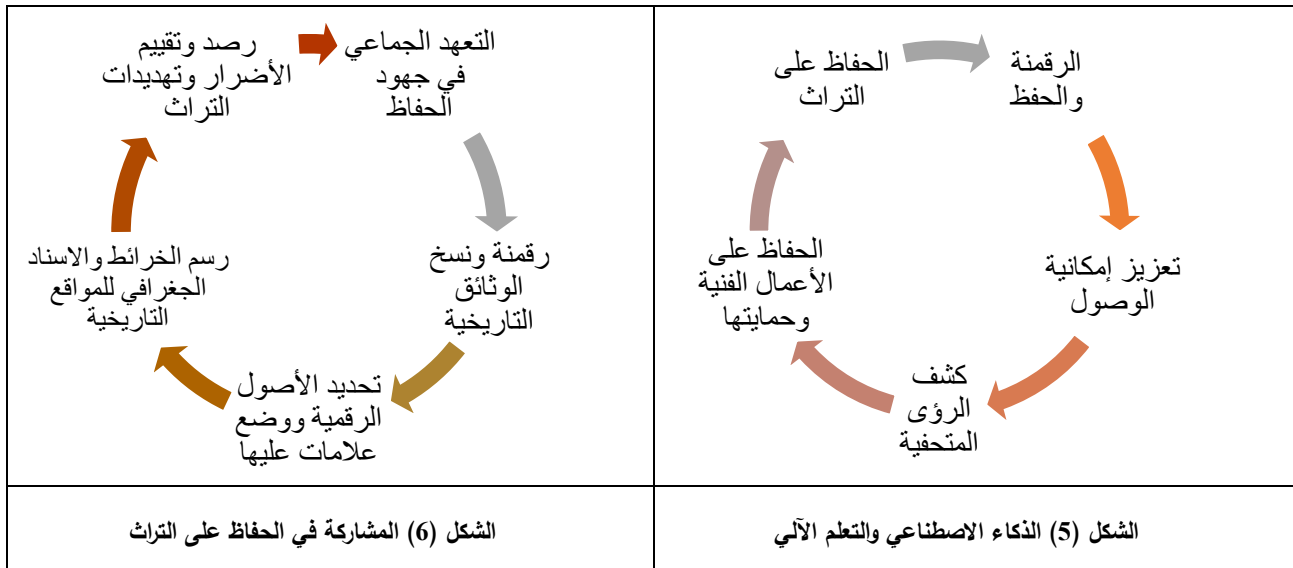 الرقمنة
والحفظ
تعزيز إمكانية
الوصول
كشف
الرؤى
المتحفية
الحفاظ على
الأعمال الفنية
وحمايتها
الحفاظ على
التراث
الشكل (5) الذكاء الاصطناعي والتعلم الآلي
التعهد الجماعي
في جهود
الحفاظ
رقمنة ونسخ
الوثائق
التاريخية
تحديد الأصول
الرقمية ووضع
علامات عليها
رسم الخرائط والاسناد
الجغرافي للمواقع
التاريخية
رصد وتقييم
الأضرار وتهديدات
التراث
الشكل (6) المشاركة في الحفاظ على التراث